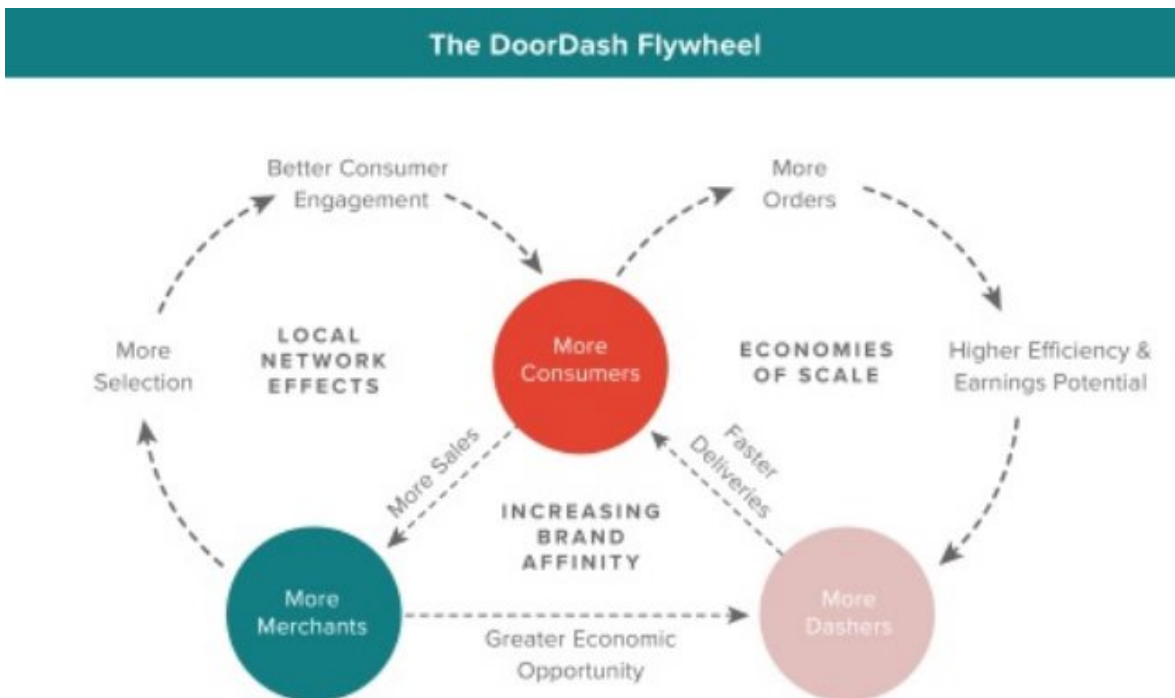 The DoorDash Flywheel
Better Consumer
Engagement
More
Orders
LOCAL
NETWORK
EFFECTS
More
Selection
More
Consumers
ECONOMIES
OF SCALE
Higher Efficiency &
Earnings Potential
More Sales
Faster
Deliveries
INCREASING
BRAND
AFFINITY
More
Merchants
More
Dashers
Greater Economic
Opportunity